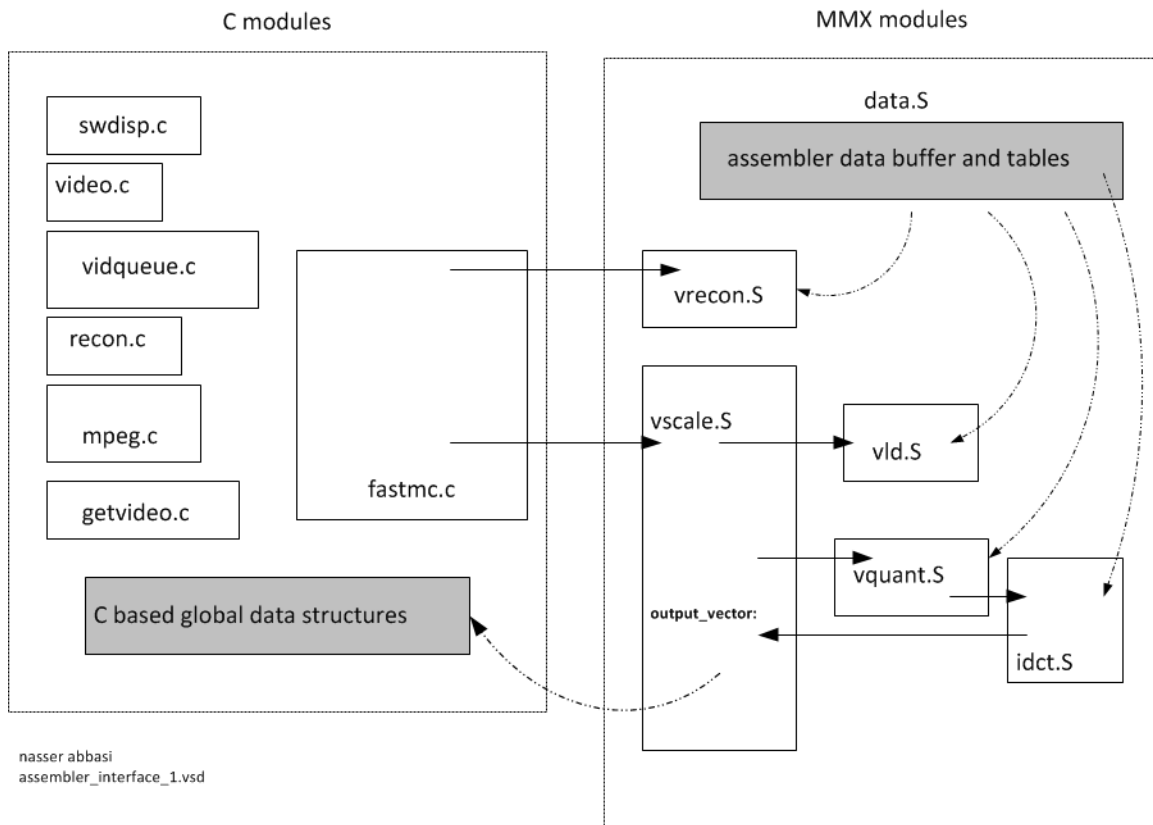 C modules
MMX modules
swdisp.c
video.c
vidqueue.c
recon.c
mpeg.c
getvideo.c
fastmc.c
C based global data structures
data.S
assembler data buffer and tables
vrecon.S
vscale.S
vld.S
vquant.S
output_vector:
idct.S
nasser abbasi
assembler_interface_1.vsd